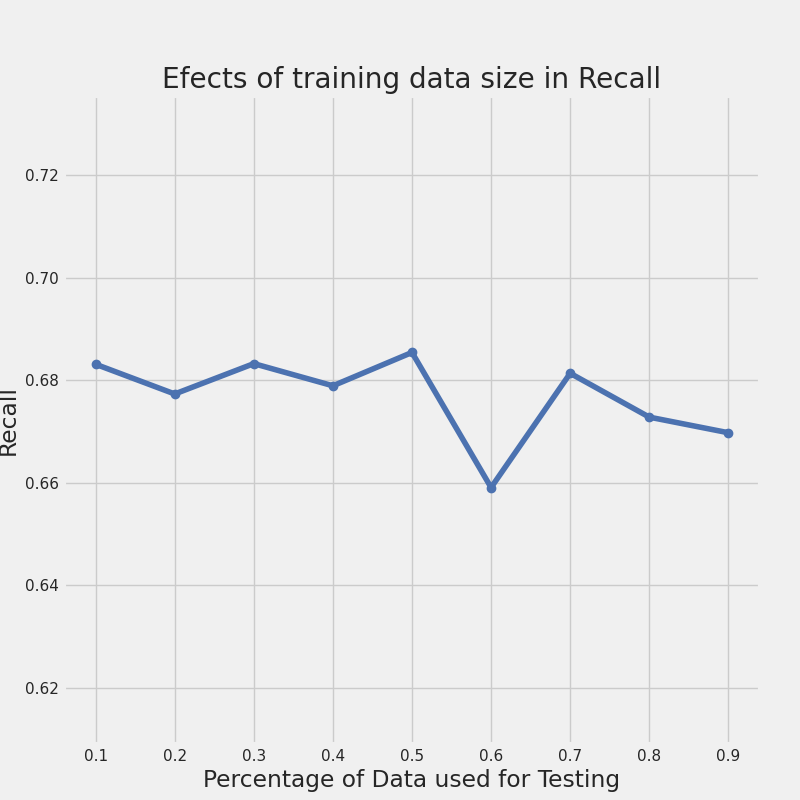 Efects of training data size in Recall
0.72
0.70
0.68
0.66
0.64
0.62
Recall
0.1 0.2 0.3 0.4 0.5 0.6 0.7 0.8 0.9
Percentage of Data used for Testing